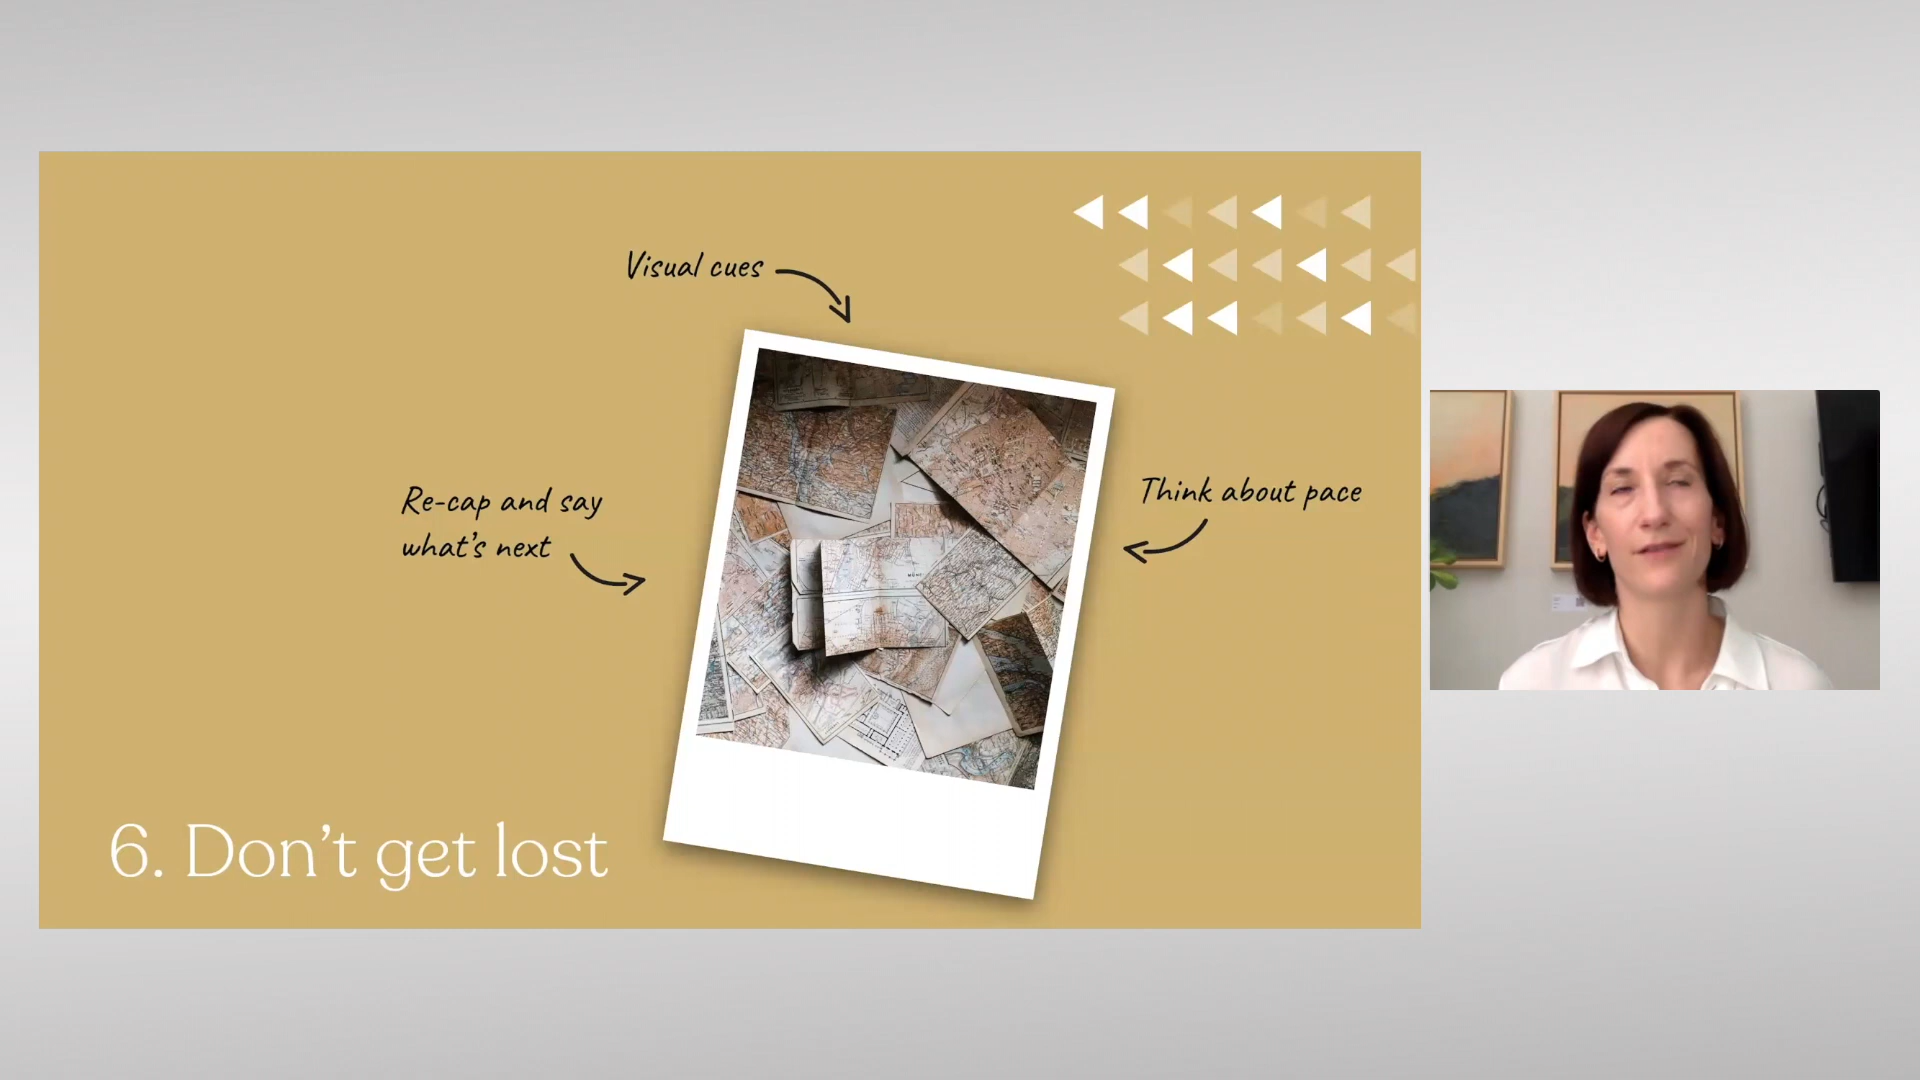 Visual cues
Re-cap and say
what's next
Think about pace
6. Don't get lost